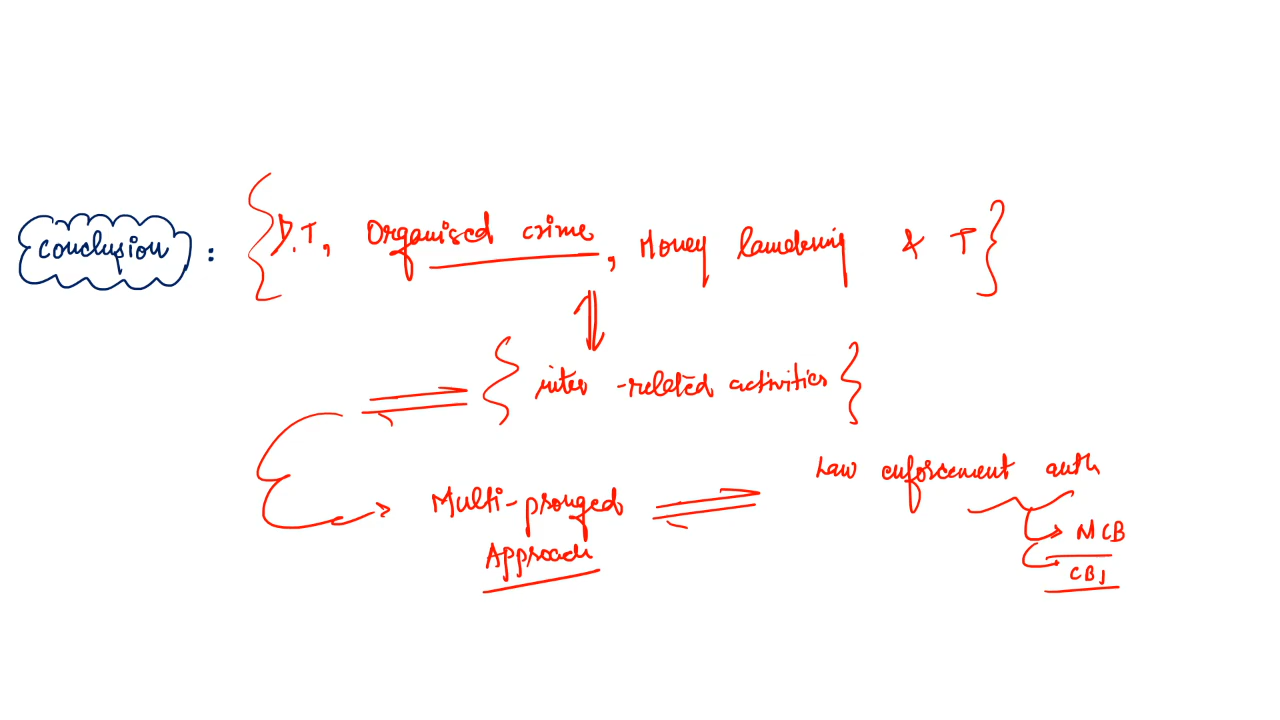 Conclusion : { D.T, Organised crime, Money laundering & T }
{ inter-related activities }
Law enforcement auth
Multi-pronged
Approach
NCB
CBI